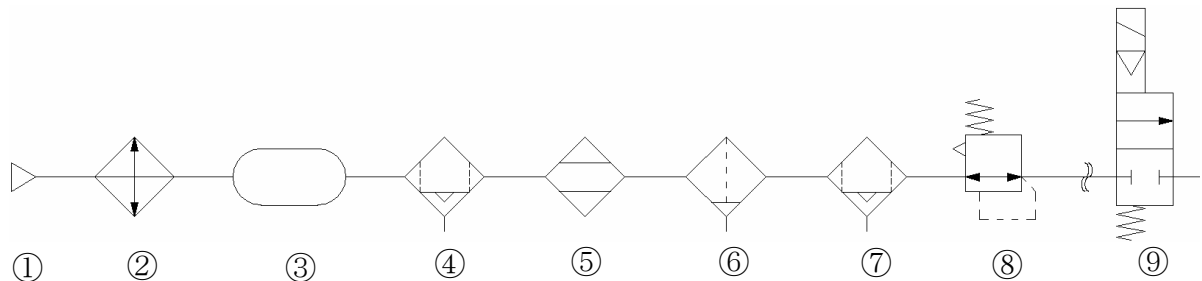 ① ② ③ ④ ⑤ ⑥ ⑦ ⑧ ⑨